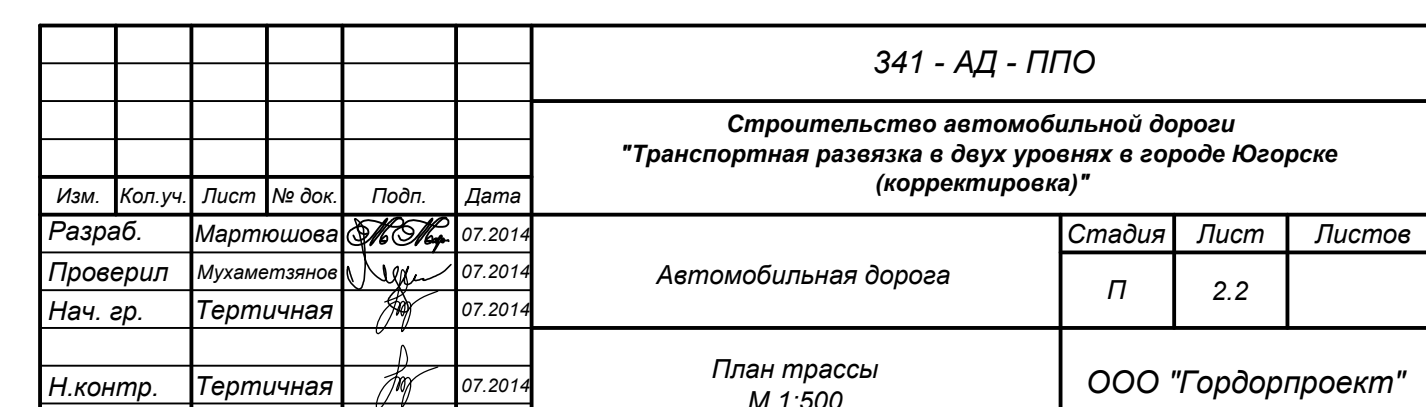 341 - АД - ППО
Строительство автомобильной дороги
"Транспортная развязка в двух уровнях в городе Югорске
(корректировка)"
Изм. Кол.уч. Лист № док. Подп. Дата
Разраб. Мартюшова 07.2014
Проверил Мухаметзянов 07.2014
Нач. гр. Тертичная 07.2014
Н.контр. Тертичная 07.2014
Автомобильная дорога
Стадия Лист Листов
П 2.2
План трассы
М 1:500
ООО "Гордорпроект"